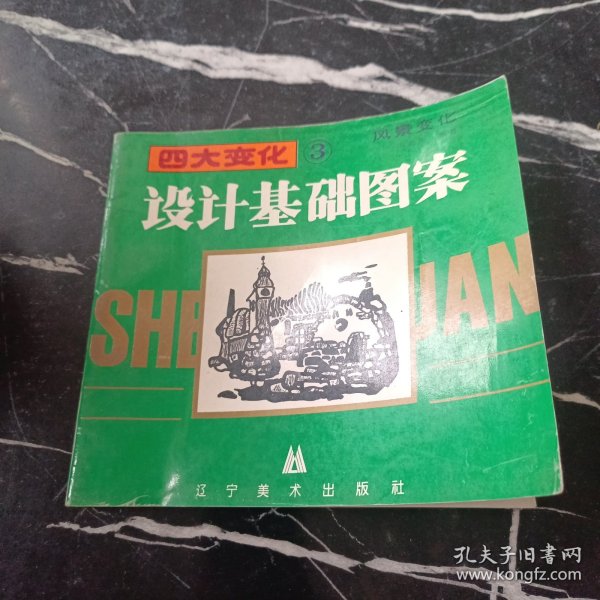 四大变化 ③ 风景变化
设计基础图案
SHE UAN
辽宁美术出版社
孔夫子旧书网
www.kongfz.com